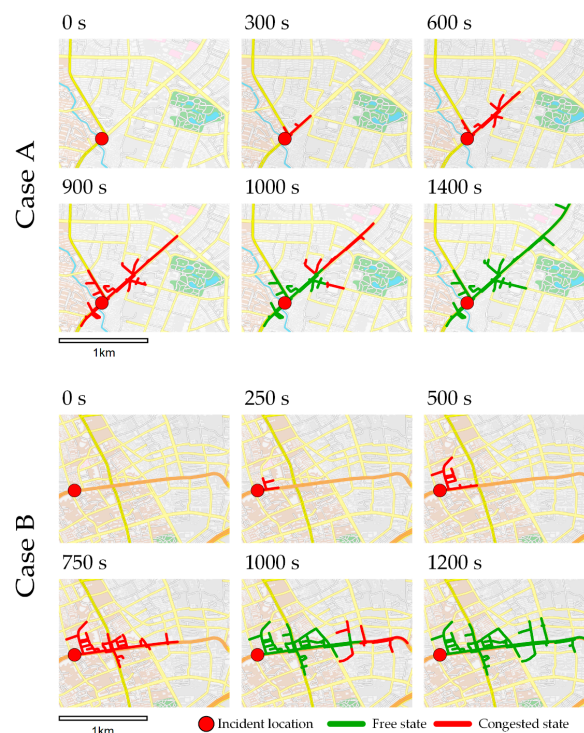 Case A
0 s
300 s
600 s
900 s
1000 s
1400 s
1km
Case B
0 s
250 s
500 s
750 s
1000 s
1200 s
1km
Incident location
Free state
Congested state